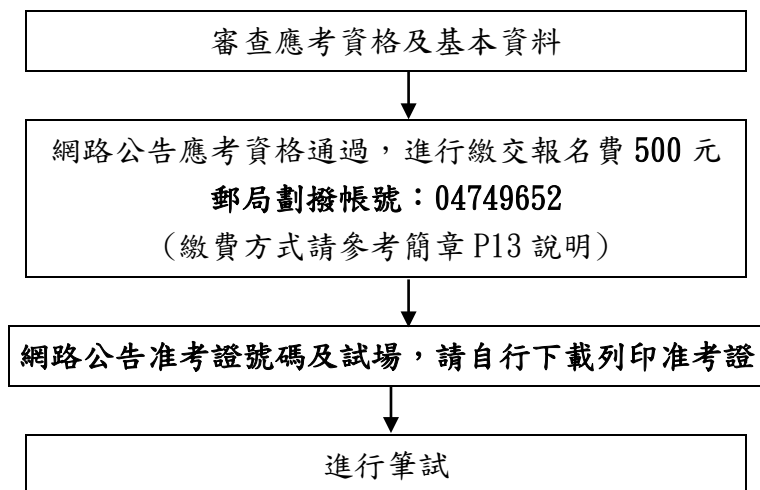 審查應考資格及基本資料
網路公告應考資格通過，進行繳交報名費 500 元
郵局劃撥帳號：04749652
(繳費方式請參考簡章 P13 說明)
網路公告准考證號碼及試場，請自行下載列印准考證
進行筆試